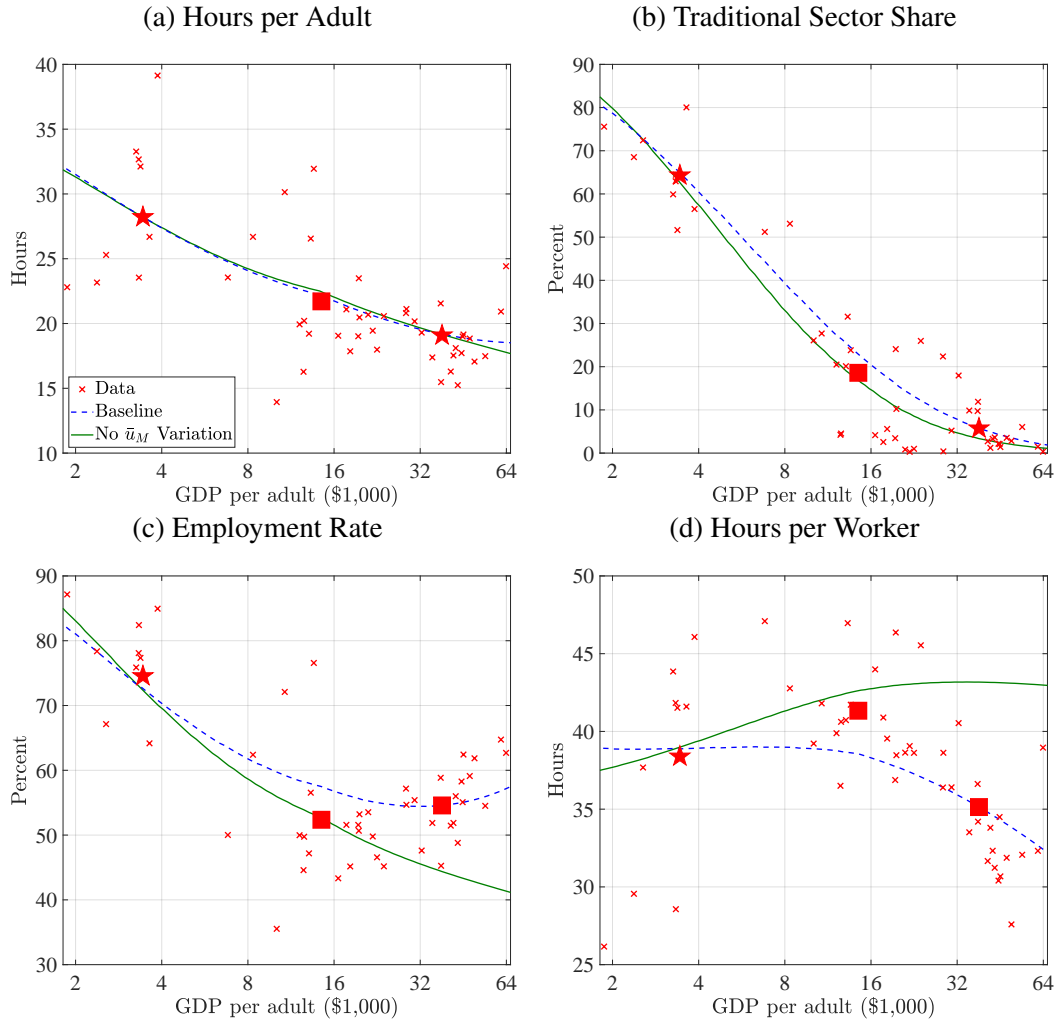 (a) Hours per Adult
40
35
30
25
20
15
10
Hours
Data
Baseline
No ūM Variation
2 4 8 16 32 64
GDP per adult ($1,000)
(b) Traditional Sector Share
90
80
70
60
50
40
30
20
10
0
Percent
2 4 8 16 32 64
GDP per adult ($1,000)
(c) Employment Rate
90
80
70
60
50
40
30
Percent
2 4 8 16 32 64
GDP per adult ($1,000)
(d) Hours per Worker
50
45
40
35
30
25
Hours
2 4 8 16 32 64
GDP per adult ($1,000)